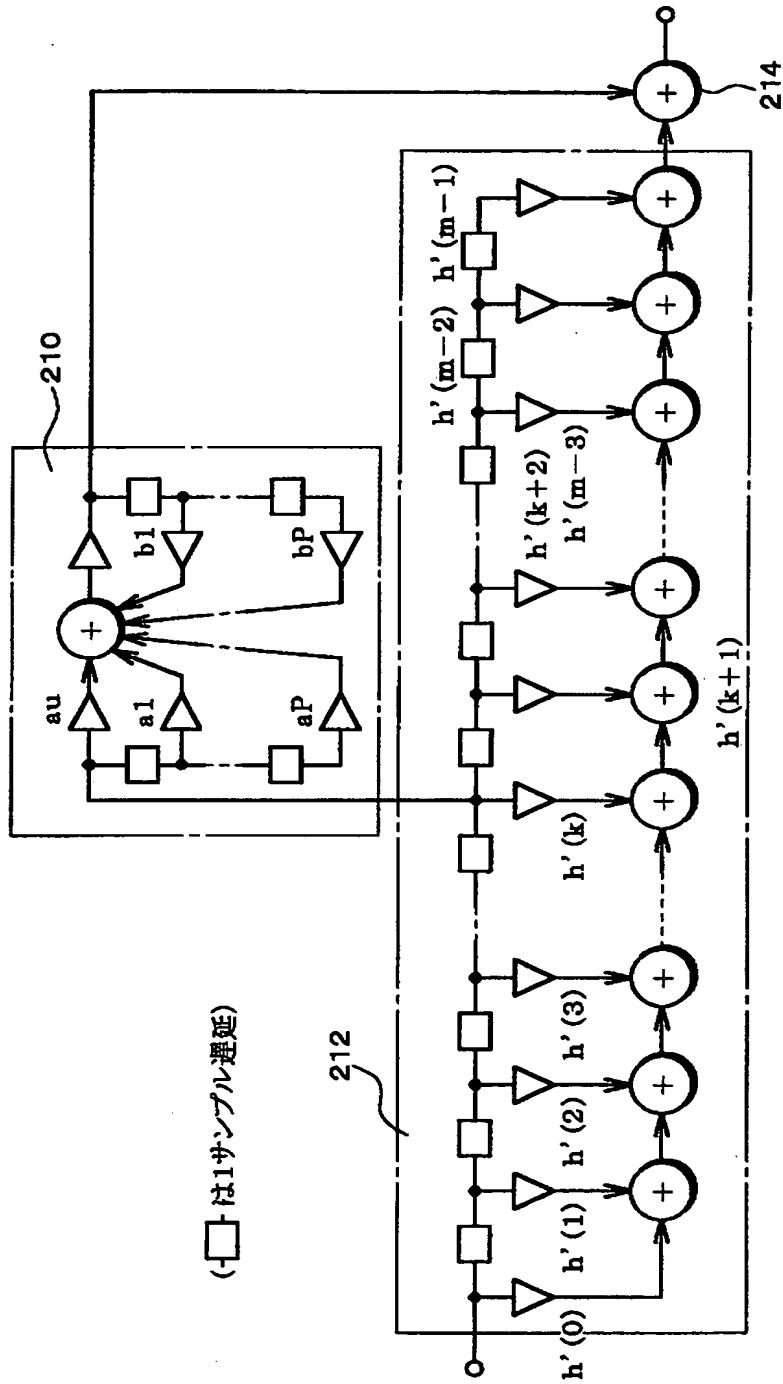 210
au
a1
aP
b1
bP
(-□-は1サンプル遅延)
212
h'(0)
h'(1)
h'(2)
h'(3)
h'(k)
h'(k+1)
h'(k+2)
h'(m-3)
h'(m-2)
h'(m-1)
+
+
+
+
+
+
+
+
+
+
+
214